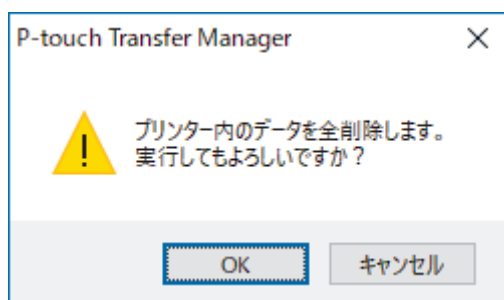 P-touch Transfer Manager
プリンター内のデータを全削除します。
実行してもよろしいですか？
OK
キャンセル